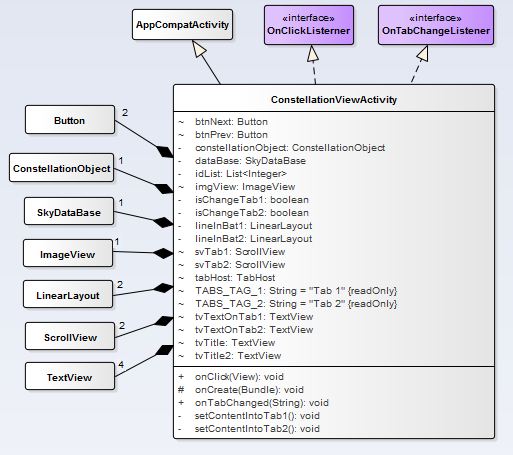 AppCompatActivity
«interface»
OnClickListerner
«interface»
OnTabChangeListener
ConstellationViewActivity
~ btnNext: Button
~ btnPrev: Button
- constellationObject: ConstellationObject
- dataBase: SkyDataBase
- idList: List<Integer>
~ imgView: ImageView
- isChangeTab1: boolean
- isChangeTab2: boolean
- lineInBat1: LinearLayout
- lineInBat2: LinearLayout
~ svTab1: ScrollView
~ svTab2: ScrollView
~ tabHost: TabHost
~ TABS_TAG_1: String = "Tab 1" {readOnly}
~ TABS_TAG_2: String = "Tab 2" {readOnly}
~ tvTextOnTab1: TextView
~ tvTextOnTab2: TextView
~ tvTitle: TextView
~ tvTitle2: TextView
+ onClick(View): void
# onCreate(Bundle): void
+ onTabChanged(String): void
- setContentIntoTab1(): void
- setContentIntoTab2(): void
Button
2
ConstellationObject
1
SkyDataBase
1
ImageView
1
LinearLayout
2
ScrollView
2
TextView
4